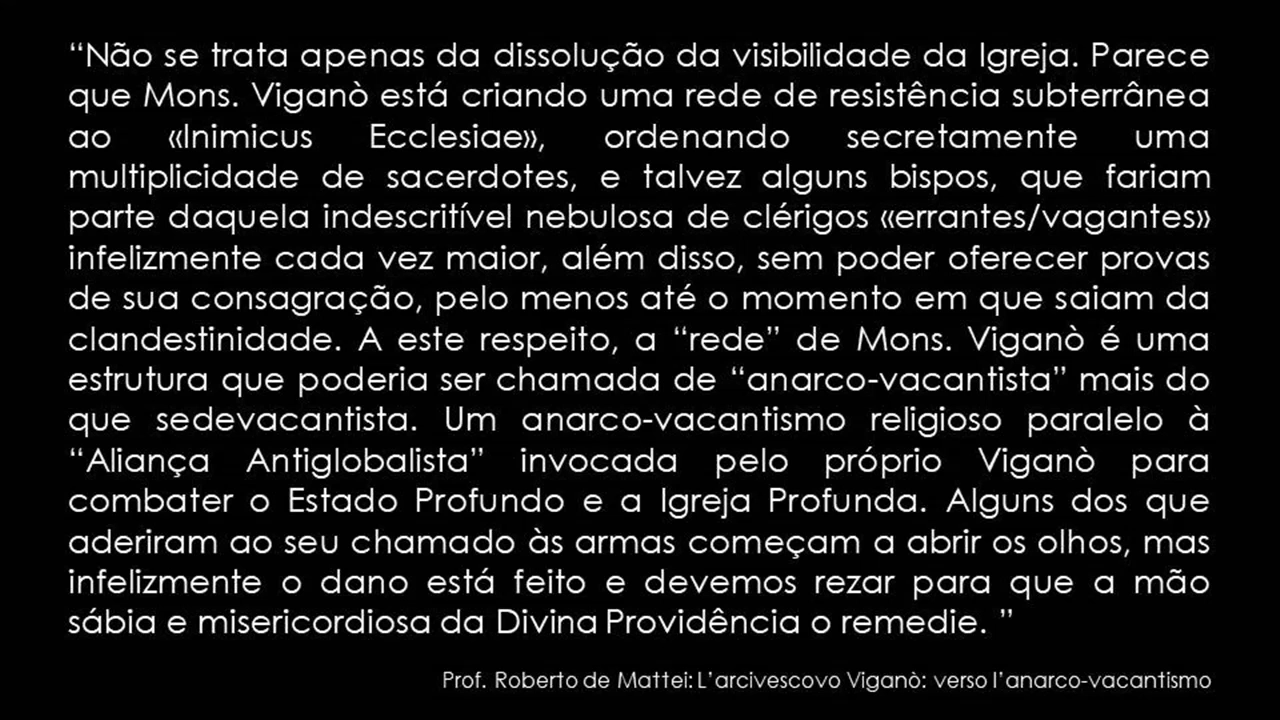 “Não se trata apenas da dissolução da visibilidade da Igreja. Parece
que Mons. Viganò está criando uma rede de resistência subterrânea
ao «Inimicus Ecclesiae», ordenando secretamente uma
multiplicidade de sacerdotes, e talvez alguns bispos, que fariam
parte daquela indescritível nebulosa de clérigos «errantes/vagantes»
infelizmente cada vez maior, além disso, sem poder oferecer provas
de sua consagração, pelo menos até o momento em que saiam da
clandestinidade. A este respeito, a “rede” de Mons. Viganò é uma
estrutura que poderia ser chamada de “anarco-vacantista” mais do
que sedevacantista. Um anarco-vacantismo religioso paralelo à
“Aliança Antiglobalista” invocada pelo próprio Viganò para
combater o Estado Profundo e a Igreja Profunda. Alguns dos que
aderiram ao seu chamado às armas começam a abrir os olhos, mas
infelizmente o dano está feito e devemos rezar para que a mão
sábia e misericordiosa da Divina Providência o remedie. ”
Prof. Roberto de Mattei: L’arcivescovo Viganò: verso l’anarco-vacantismo